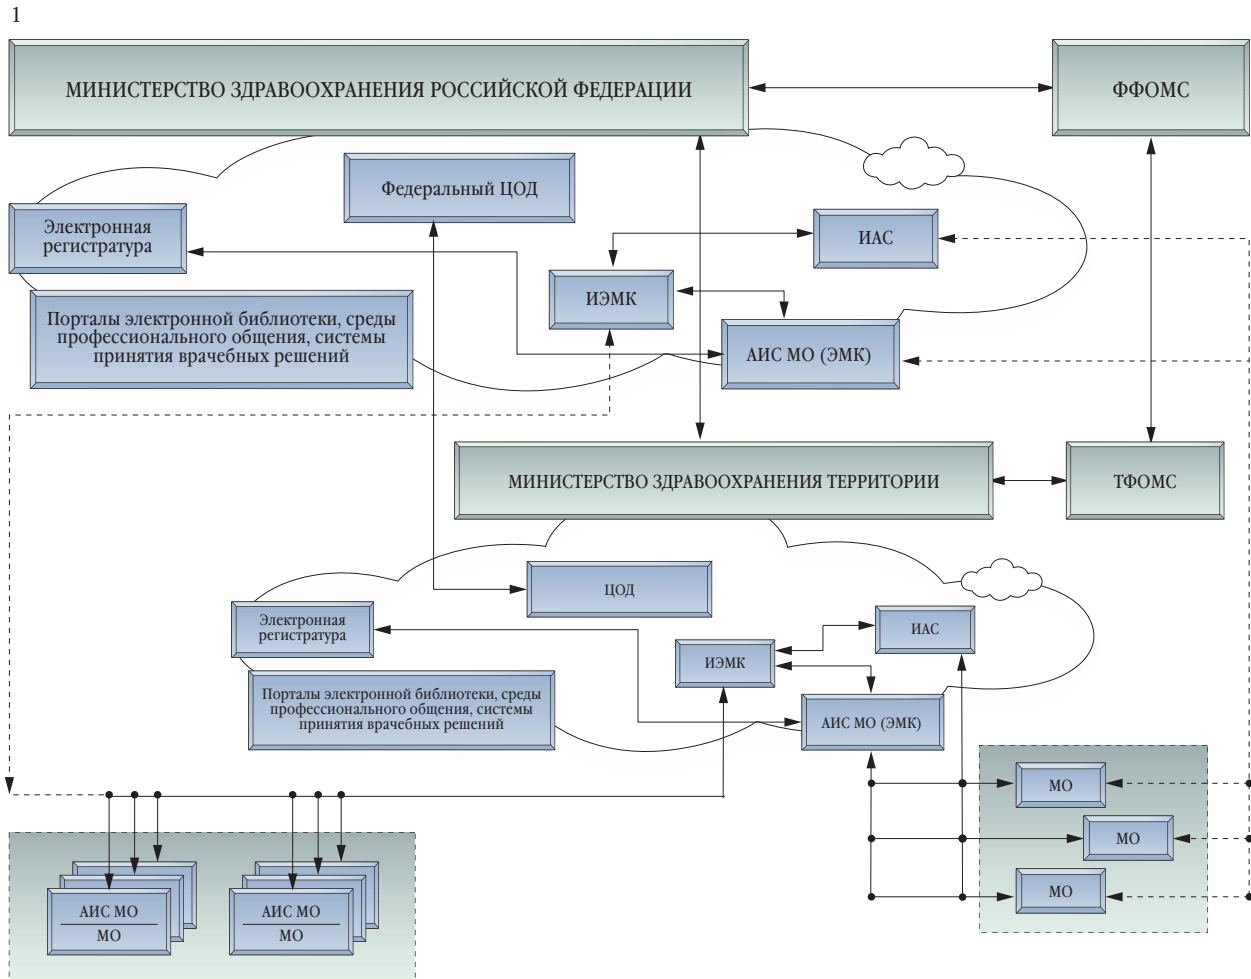 1
МИНИСТЕРСТВО ЗДРАВООХРАНЕНИЯ РОССИЙСКОЙ ФЕДЕРАЦИИ
ФФОМС
Федеральный ЦОД
Электронная
регистратура
ИАС
ИЭМК
Порталы электронной библиотеки, среды
профессионального общения, системы
принятия врачебных решений
АИС МО (ЭМК)
МИНИСТЕРСТВО ЗДРАВООХРАНЕНИЯ ТЕРРИТОРИИ
ТФОМС
ЦОД
Электронная
регистратура
ИАС
ИЭМК
Порталы электронной библиотеки, среды
профессионального общения, системы
принятия врачебных решений
АИС МО (ЭМК)
МО
МО
МО
АИС МО
МО
АИС МО
МО